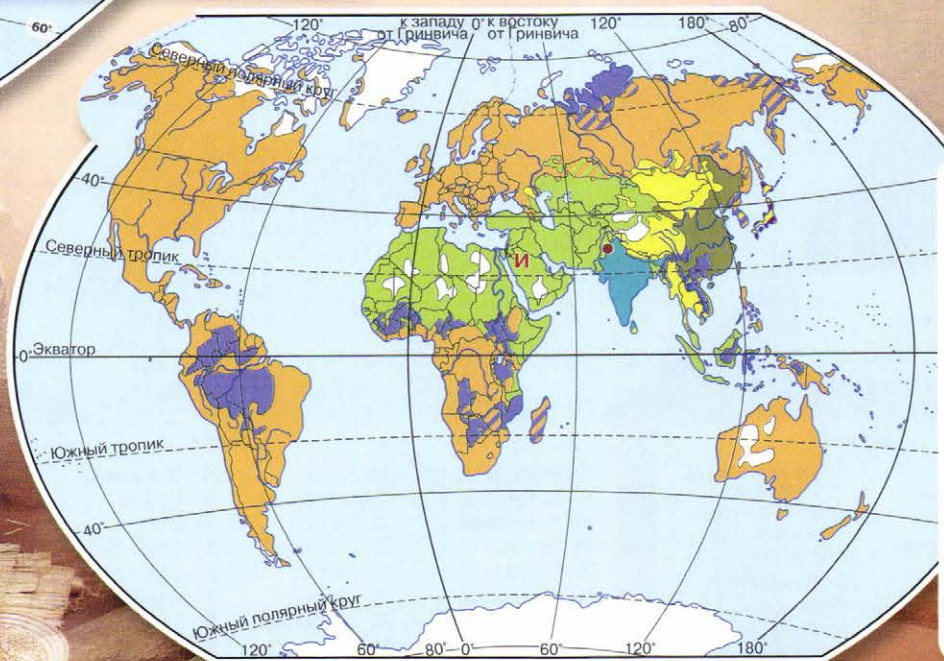 60°
120°
к западу 0° к востоку
от Гринвича от Гринвича
120°
180°
80°
Северный полярный круг
40°
Северный тропик
И
0° Экватор
Южный тропик
40°
Южный полярный круг
120°
60°
80°
0°
60°
120°
180°